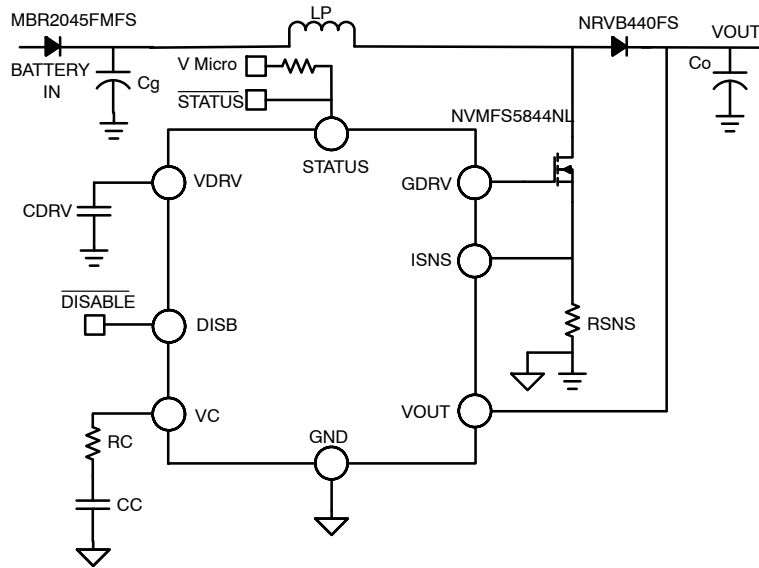 MBR2045FMFS
LP
NRVB440FS
VOUT
BATTERY
IN
Cg
V Micro
STATUS
Co
NVMFS5844NL
STATUS
VDRV
GDRV
CDRV
ISNS
DISABLE
DISB
RSNS
VC
VOUT
GND
RC
CC